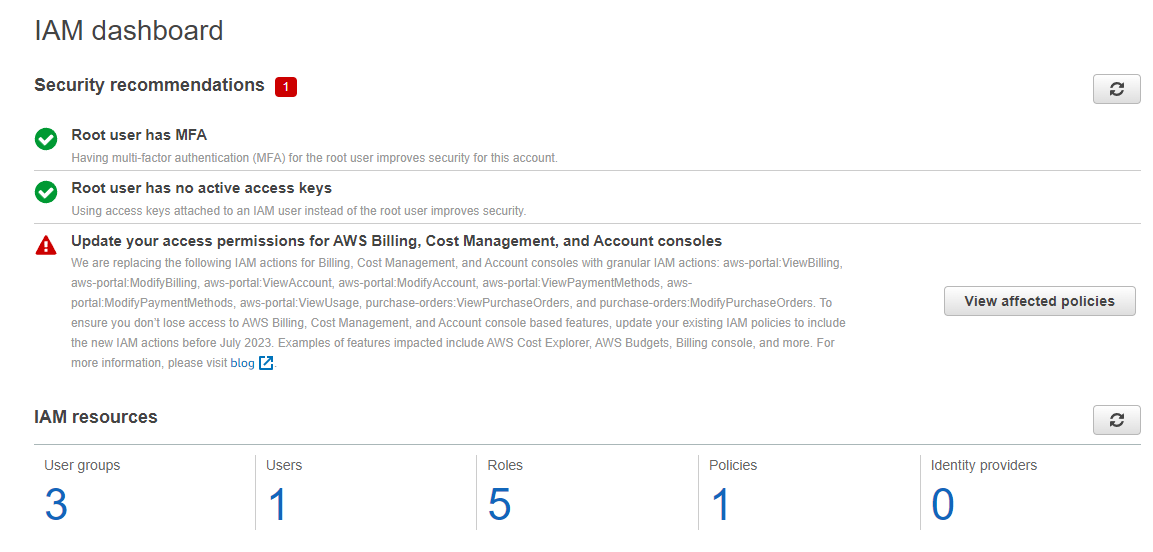 IAM dashboard
Security recommendations 1
Root user has MFA
Having multi-factor authentication (MFA) for the root user improves security for this account.
Root user has no active access keys
Using access keys attached to an IAM user instead of the root user improves security.
Update your access permissions for AWS Billing, Cost Management, and Account consoles
We are replacing the following IAM actions for Billing, Cost Management, and Account consoles with granular IAM actions: aws-portal:ViewBilling,
aws-portal:ModifyBilling, aws-portal:ViewAccount, aws-portal:ModifyAccount, aws-portal:ViewPaymentMethods, aws-
portal:ModifyPaymentMethods, aws-portal:ViewUsage, purchase-orders:ViewPurchaseOrders, and purchase-orders:ModifyPurchaseOrders. To
ensure you don't lose access to AWS Billing, Cost Management, and Account console based features, update your existing IAM policies to include
the new IAM actions before July 2023. Examples of features impacted include AWS Cost Explorer, AWS Budgets, Billing console, and more. For
more information, please visit blog .
View affected policies
IAM resources
User groups Users Roles Policies Identity providers
3 1 5 1 0